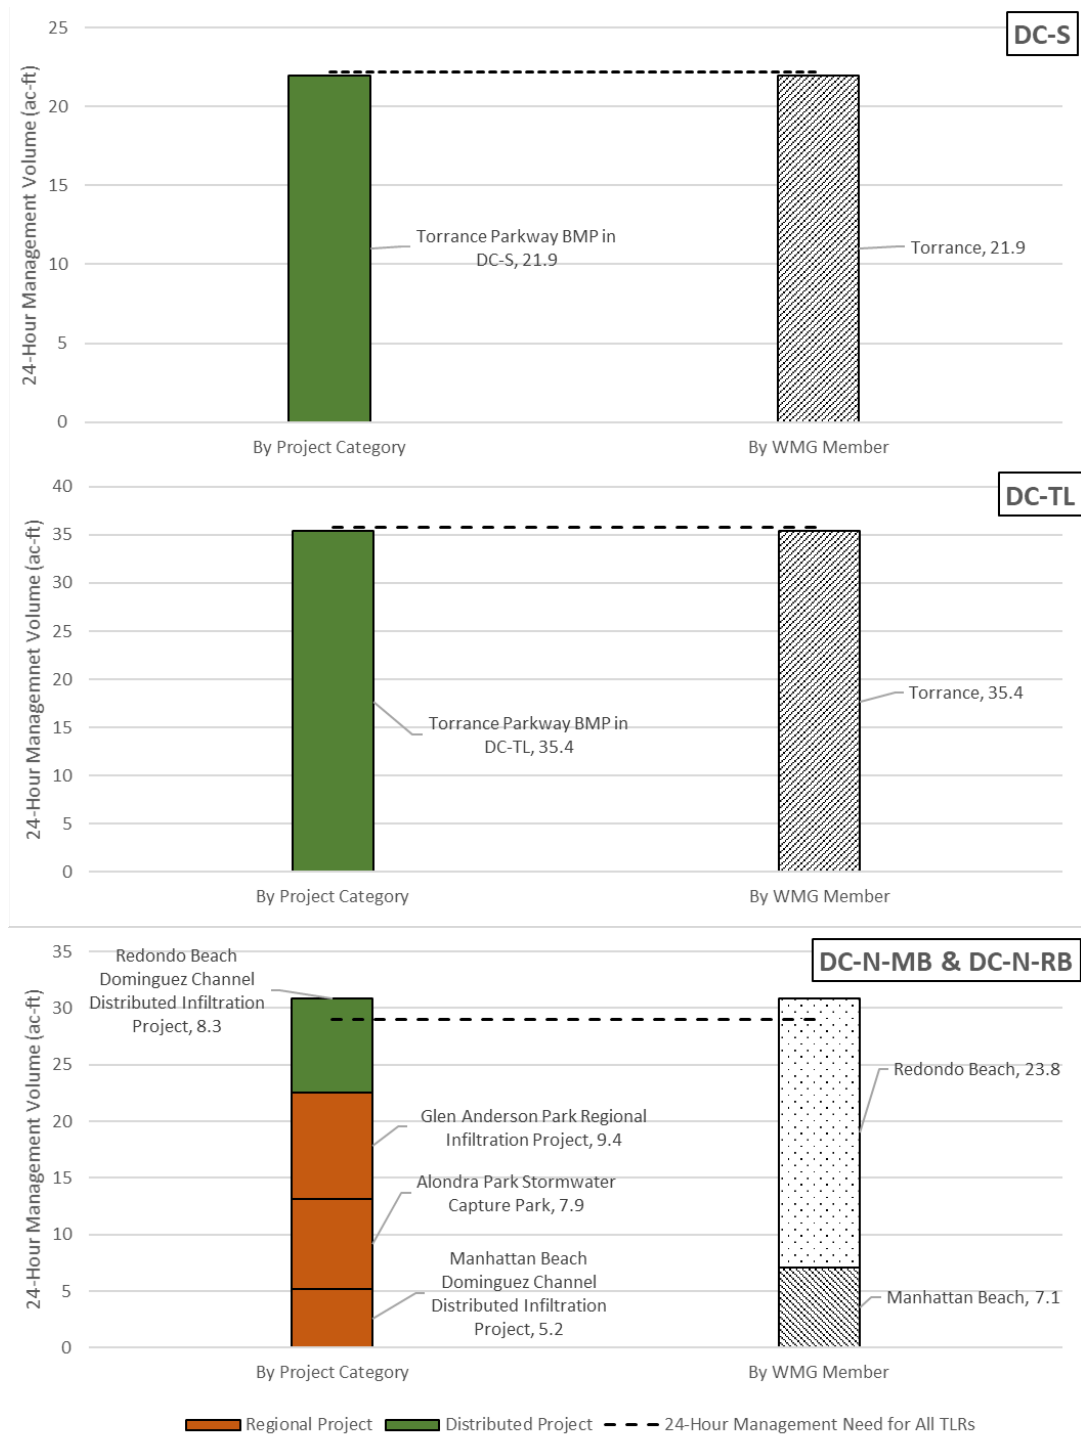 DC-S
24-Hour Management Volume (ac-ft)
25
20
15
10
5
0
Torrance Parkway BMP in
DC-S, 21.9
Torrance, 21.9
By Project Category
By WMG Member
DC-TL
24-Hour Managemnet Volume (ac-ft)
40
35
30
25
20
15
10
5
0
Torrance Parkway BMP in
DC-TL, 35.4
Torrance, 35.4
By Project Category
By WMG Member
DC-N-MB & DC-N-RB
24-Hour Management Volume (ac-ft)
35
30
25
20
15
10
5
0
Redondo Beach
Dominguez Channel
Distributed Infiltration
Project, 8.3
Glen Anderson Park Regional
Infiltration Project, 9.4
Alondra Park Stormwater
Capture Park, 7.9
Manhattan Beach
Dominguez Channel
Distributed Infiltration
Project, 5.2
Redondo Beach, 23.8
Manhattan Beach, 7.1
By Project Category
By WMG Member
Regional Project
Distributed Project
24-Hour Management Need for All TLRs